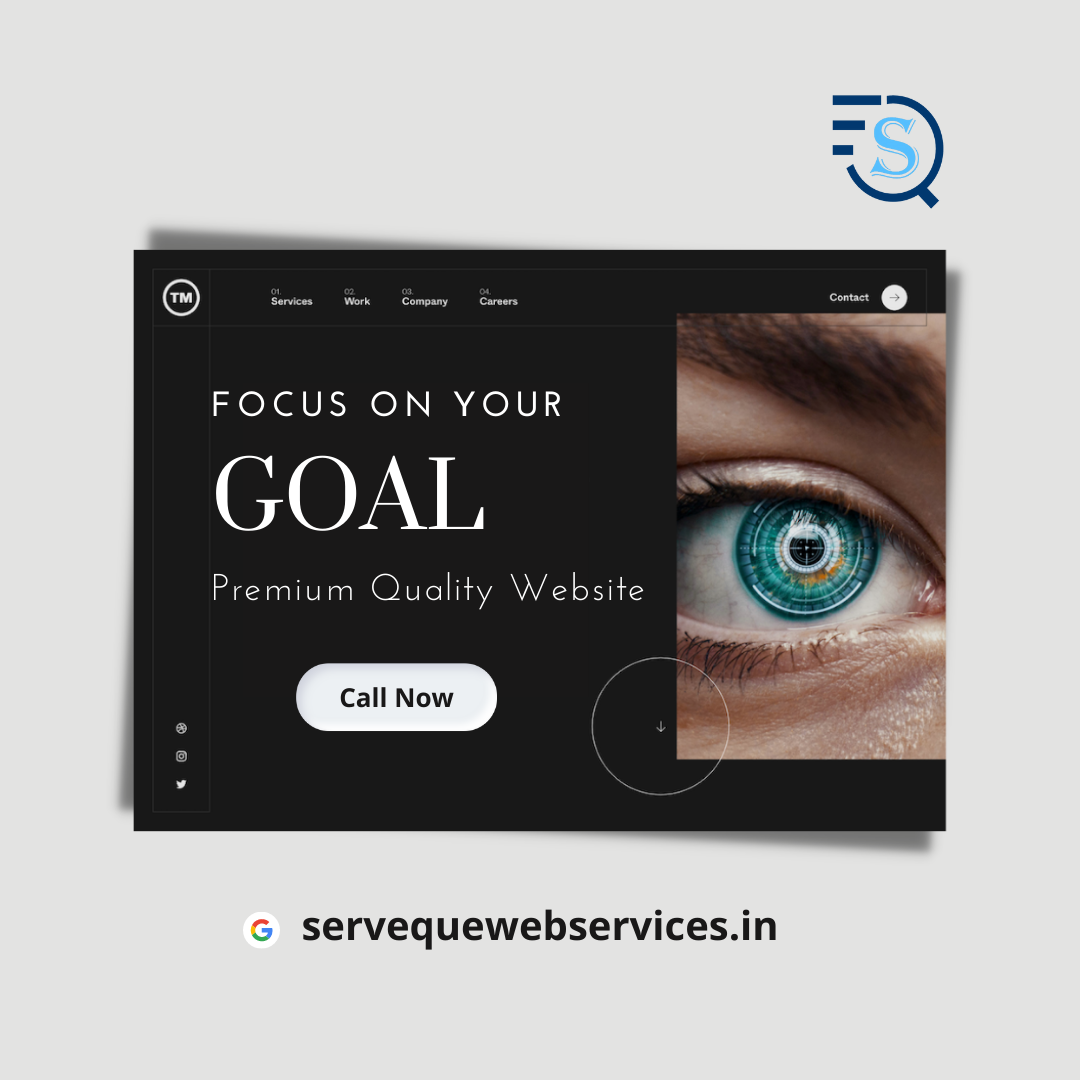 S
TM
01. 02. 03. 04.
Services Work Company Careers
Contact
FOCUS ON YOUR
GOAL
Premium Quality Website
Call Now
G servequewebservices.in